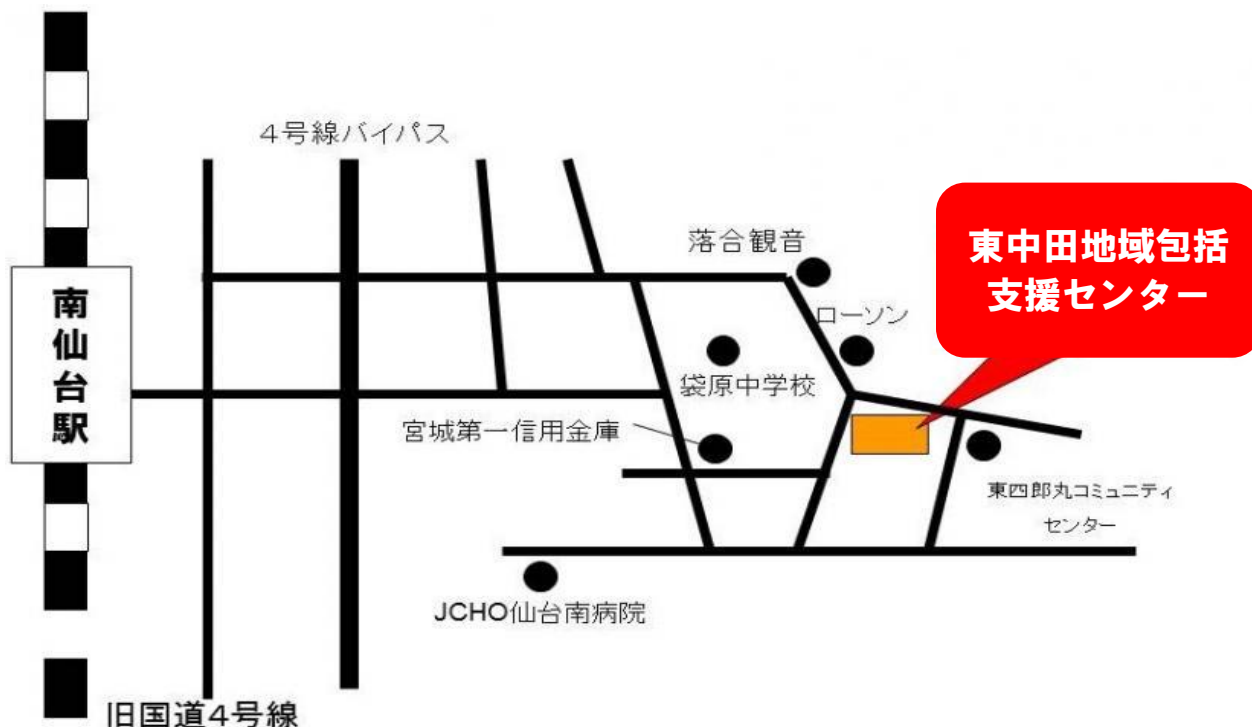 4号線バイパス
落合観音
東中田地域包括
支援センター
ローソン
南仙台駅
袋原中学校
宮城第一信用金庫
東四郎丸コミュニティ
センター
JCHO仙台南病院
旧国道4号線